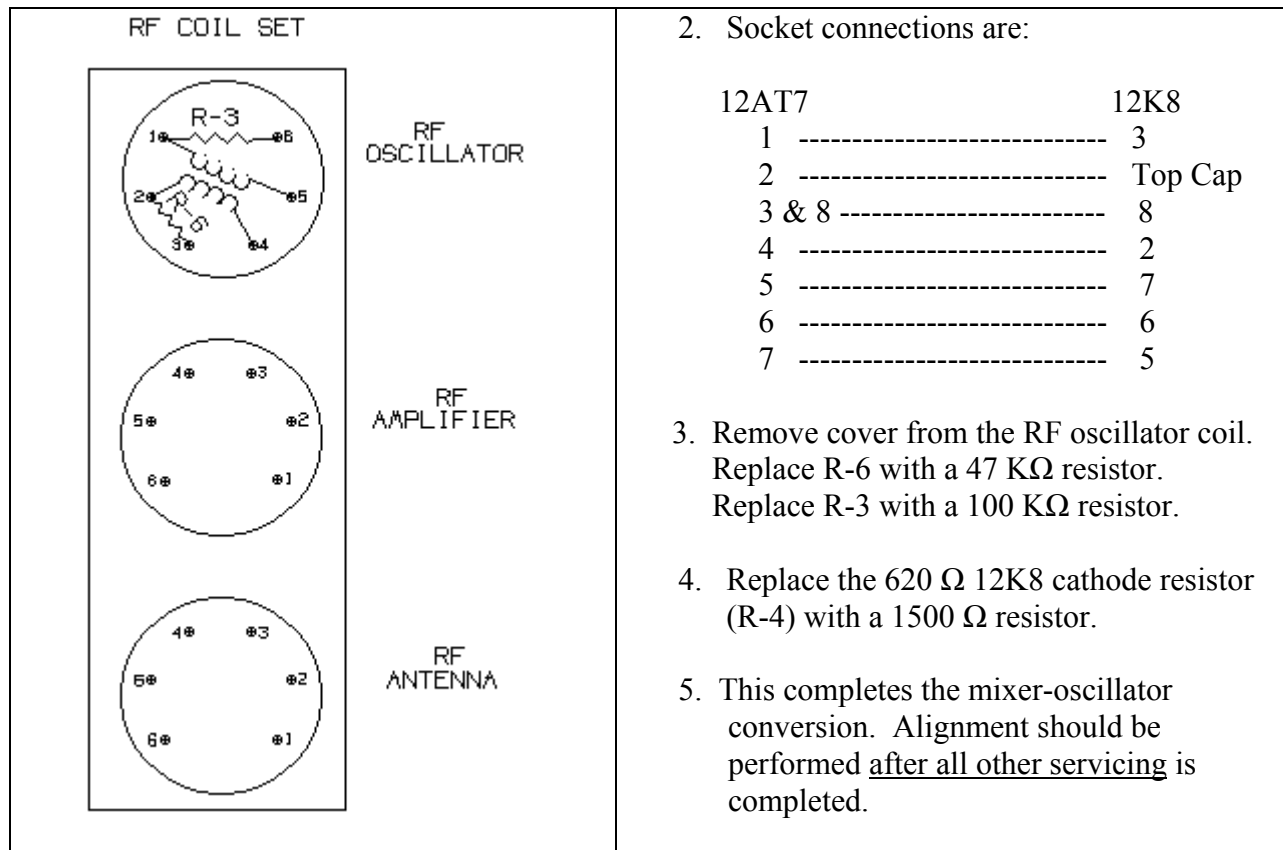 RF COIL SET
R-3
1 6
2 5
R-6
3 4
RF
OSCILLATOR
4 3
5 2
6 1
RF
AMPLIFIER
4 3
5 2
6 1
RF
ANTENNA
2. Socket connections are:
12AT7 12K8
1 ----------------------------- 3
2 ----------------------------- Top Cap
3 & 8 ------------------------- 8
4 ----------------------------- 2
5 ----------------------------- 7
6 ----------------------------- 6
7 ----------------------------- 5
3. Remove cover from the RF oscillator coil.
Replace R-6 with a 47 KΩ resistor.
Replace R-3 with a 100 KΩ resistor.
4. Replace the 620 Ω 12K8 cathode resistor
(R-4) with a 1500 Ω resistor.
5. This completes the mixer-oscillator
conversion. Alignment should be
performed after all other servicing is
completed.